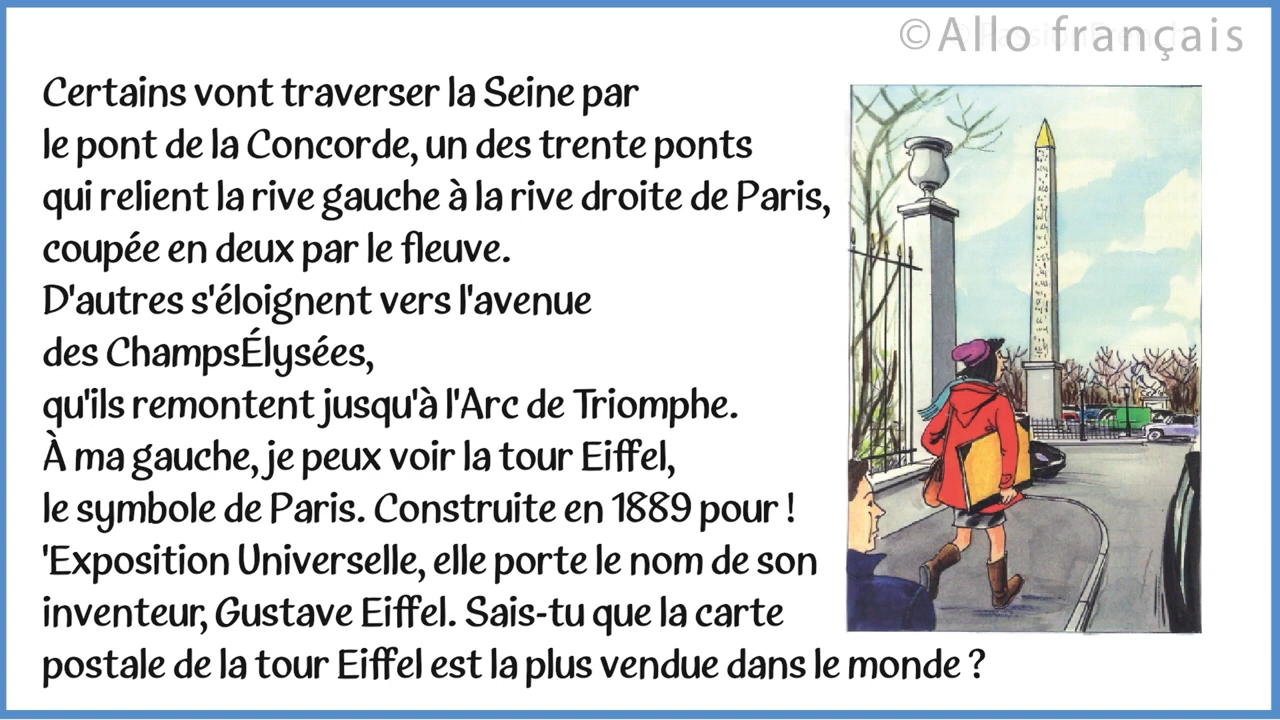 ©Allo français
Certains vont traverser la Seine par
le pont de la Concorde, un des trente ponts
qui relient la rive gauche à la rive droite de Paris,
coupée en deux par le fleuve.
D'autres s'éloignent vers l'avenue
des ChampsÉlysées,
qu'ils remontent jusqu'à l'Arc de Triomphe.
À ma gauche, je peux voir la tour Eiffel,
le symbole de Paris. Construite en 1889 pour !
'Exposition Universelle, elle porte le nom de son
inventeur, Gustave Eiffel. Sais-tu que la carte
postale de la tour Eiffel est la plus vendue dans le monde ?